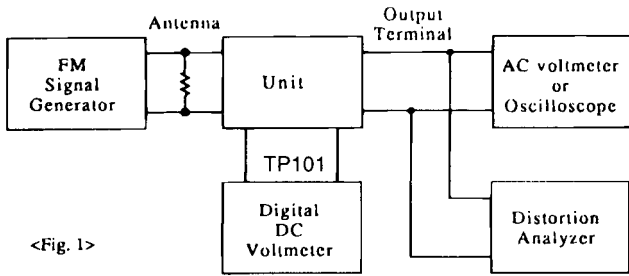 Antenna
Output
Terminal
FM
Signal
Generator
Unit
AC voltmeter
or
Oscilloscope
TP101
Digital
DC
Voltmeter
Distortion
Analyzer
<Fig. 1>